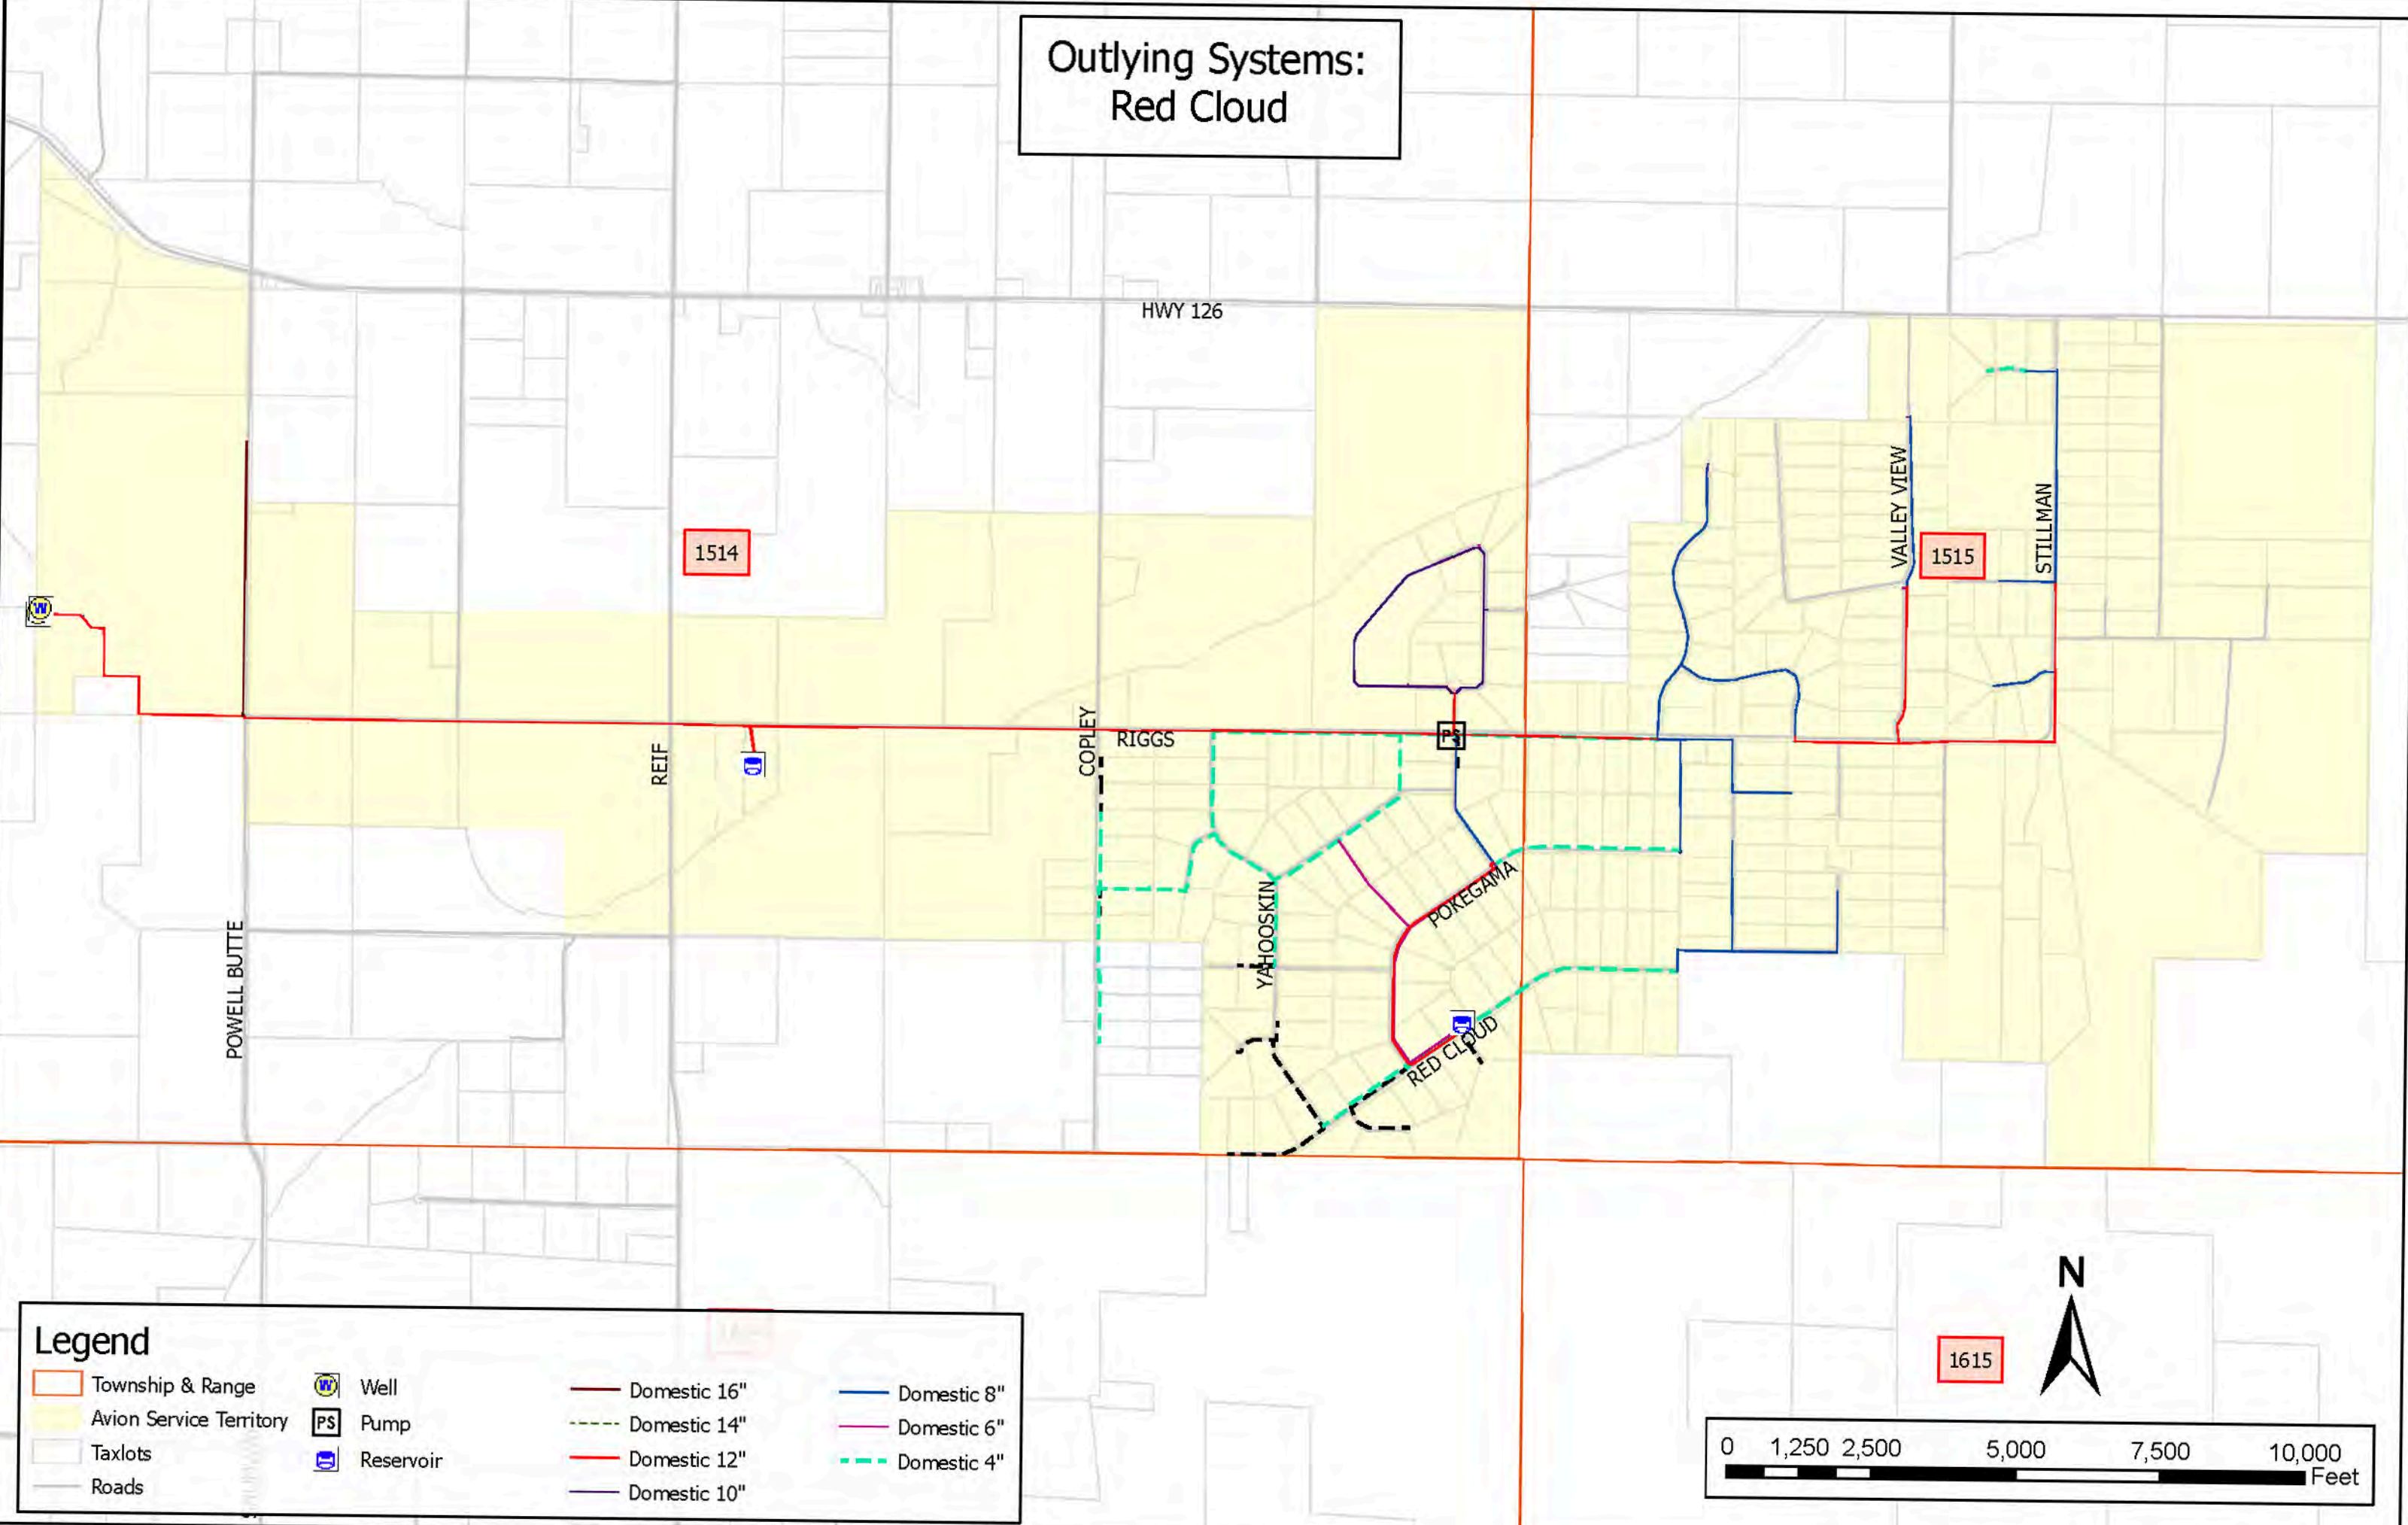 Outlying Systems:
Red Cloud
HWY 126
VALLEY VIEW
STILLMAN
1514
1515
COPLEY
RIGGS
PS
REIF
W
POKEGAMA
YAHOOSKIN
POWELL BUTTE
RED CLOUD
N
1615
Legend
Township & Range
Avion Service Territory
Taxlots
Roads
W Well
PS Pump
Reservoir
Domestic 16"
Domestic 14"
Domestic 12"
Domestic 10"
Domestic 8"
Domestic 6"
Domestic 4"
0 1,250 2,500 5,000 7,500 10,000
Feet